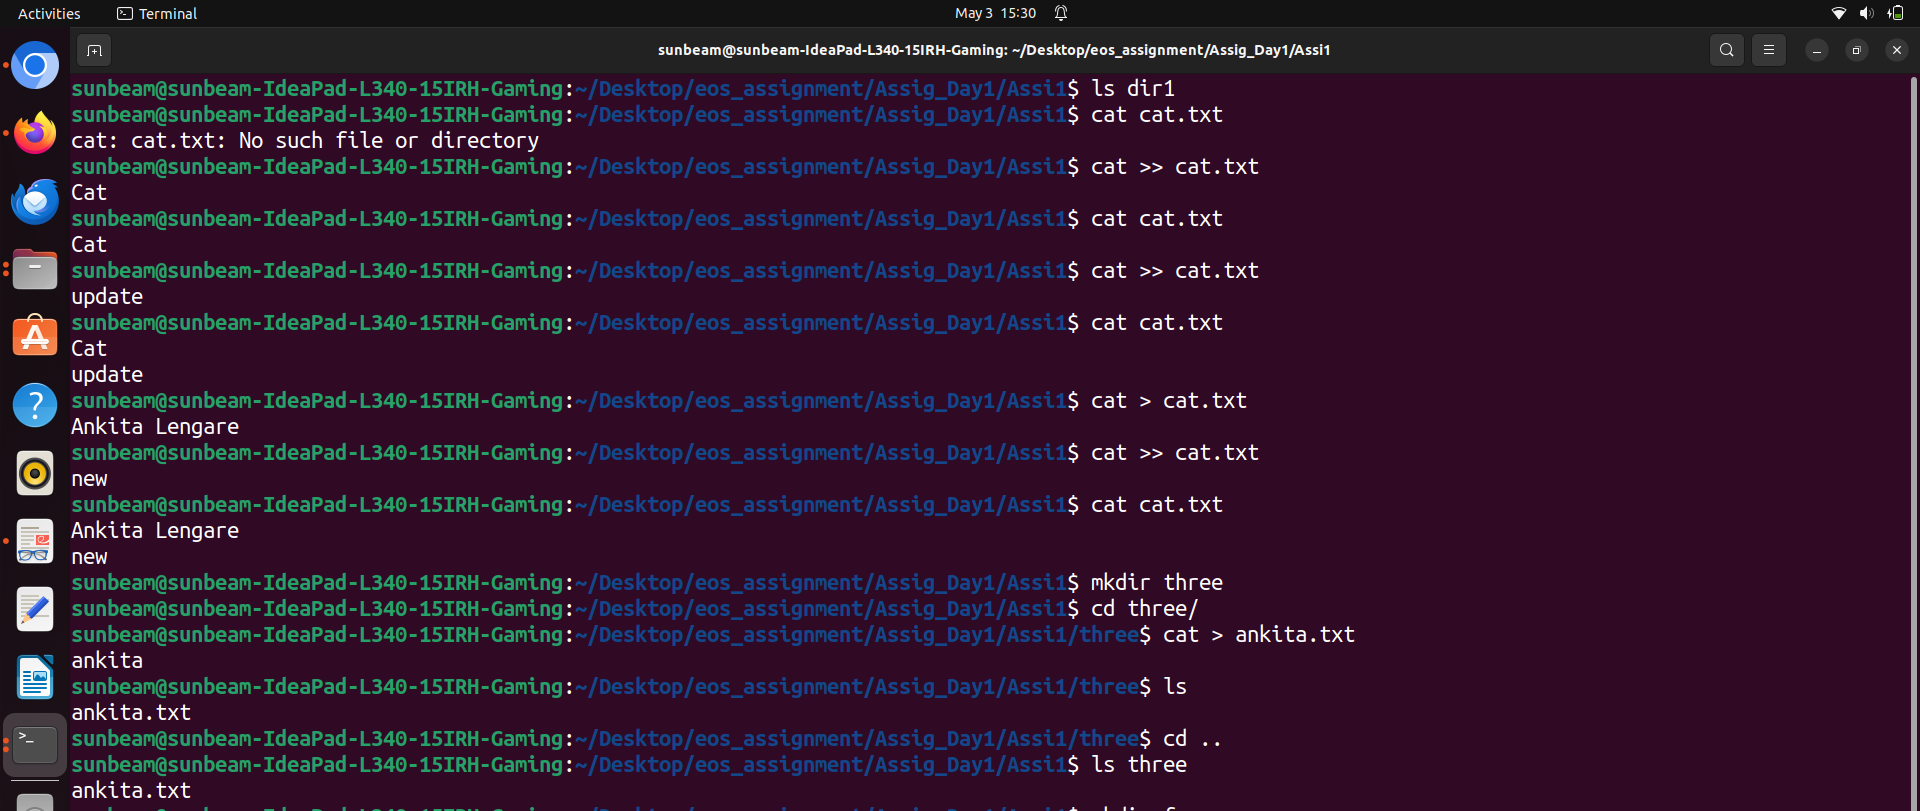 Activities Terminal May 3 15:30
sunbeam@sunbeam-IdeaPad-L340-15IRH-Gaming: ~/Desktop/eos_assignment/Assig_Day1/Assi1
sunbeam@sunbeam-IdeaPad-L340-15IRH-Gaming:~/Desktop/eos_assignment/Assig_Day1/Assi1$ ls dir1
sunbeam@sunbeam-IdeaPad-L340-15IRH-Gaming:~/Desktop/eos_assignment/Assig_Day1/Assi1$ cat cat.txt
cat: cat.txt: No such file or directory
sunbeam@sunbeam-IdeaPad-L340-15IRH-Gaming:~/Desktop/eos_assignment/Assig_Day1/Assi1$ cat >> cat.txt
Cat
sunbeam@sunbeam-IdeaPad-L340-15IRH-Gaming:~/Desktop/eos_assignment/Assig_Day1/Assi1$ cat cat.txt
Cat
sunbeam@sunbeam-IdeaPad-L340-15IRH-Gaming:~/Desktop/eos_assignment/Assig_Day1/Assi1$ cat >> cat.txt
update
sunbeam@sunbeam-IdeaPad-L340-15IRH-Gaming:~/Desktop/eos_assignment/Assig_Day1/Assi1$ cat cat.txt
Cat
update
sunbeam@sunbeam-IdeaPad-L340-15IRH-Gaming:~/Desktop/eos_assignment/Assig_Day1/Assi1$ cat > cat.txt
Ankita Lengare
sunbeam@sunbeam-IdeaPad-L340-15IRH-Gaming:~/Desktop/eos_assignment/Assig_Day1/Assi1$ cat >> cat.txt
new
sunbeam@sunbeam-IdeaPad-L340-15IRH-Gaming:~/Desktop/eos_assignment/Assig_Day1/Assi1$ cat cat.txt
Ankita Lengare
new
sunbeam@sunbeam-IdeaPad-L340-15IRH-Gaming:~/Desktop/eos_assignment/Assig_Day1/Assi1$ mkdir three
sunbeam@sunbeam-IdeaPad-L340-15IRH-Gaming:~/Desktop/eos_assignment/Assig_Day1/Assi1$ cd three/
sunbeam@sunbeam-IdeaPad-L340-15IRH-Gaming:~/Desktop/eos_assignment/Assig_Day1/Assi1/three$ cat > ankita.txt
ankita
sunbeam@sunbeam-IdeaPad-L340-15IRH-Gaming:~/Desktop/eos_assignment/Assig_Day1/Assi1/three$ ls
ankita.txt
sunbeam@sunbeam-IdeaPad-L340-15IRH-Gaming:~/Desktop/eos_assignment/Assig_Day1/Assi1/three$ cd ..
sunbeam@sunbeam-IdeaPad-L340-15IRH-Gaming:~/Desktop/eos_assignment/Assig_Day1/Assi1$ ls three
ankita.txt